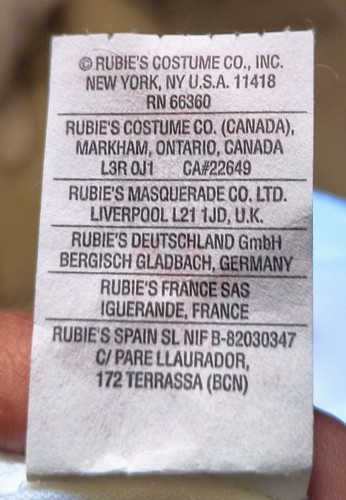 © RUBIE'S COSTUME CO., INC.
NEW YORK, NY U.S.A. 11418
RN 66360
RUBIE'S COSTUME CO. (CANADA),
MARKHAM, ONTARIO, CANADA
L3R 0J1 CA#22649
RUBIE'S MASQUERADE CO. LTD.
LIVERPOOL L21 1JD, U.K.
RUBIE'S DEUTSCHLAND GmbH
BERGISCH GLADBACH, GERMANY
RUBIE'S FRANCE SAS
IGUERANDE, FRANCE
RUBIE'S SPAIN SL NIF B-82030347
C/ PARE LLAURADOR,
172 TERRASSA (BCN)